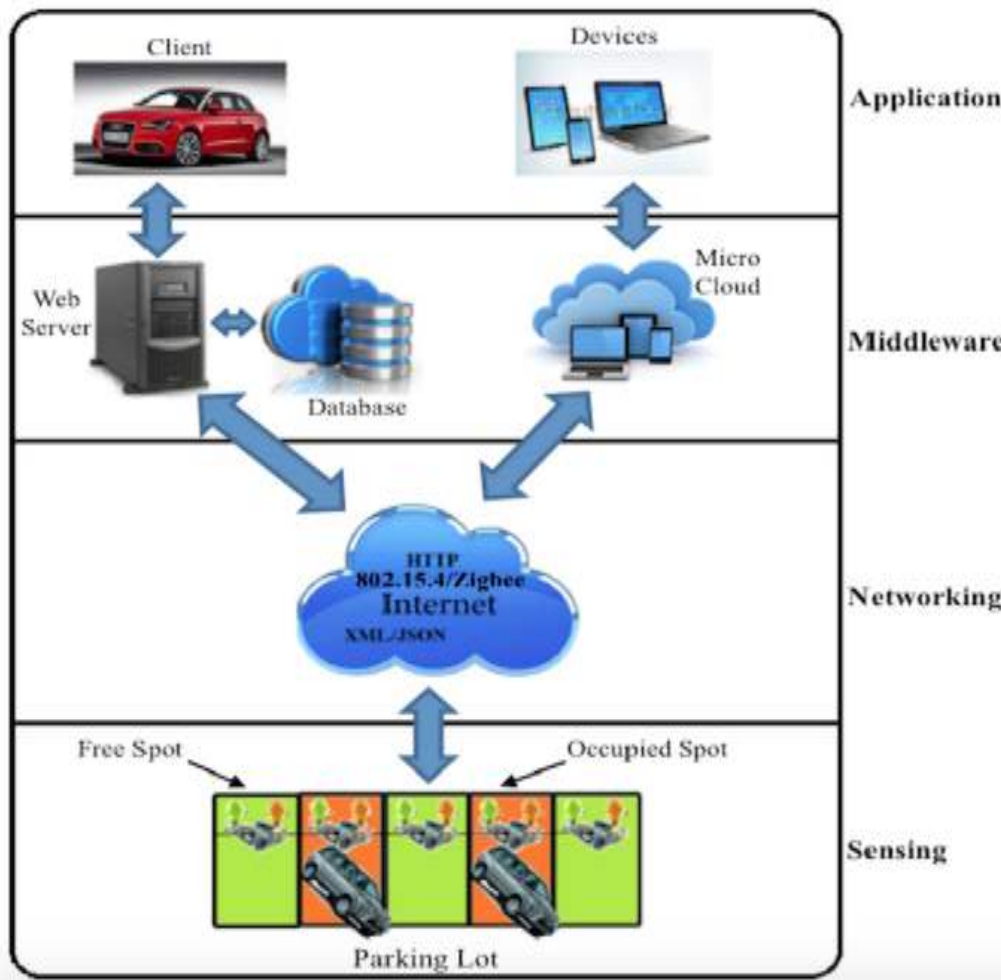 Client
Devices
Application
Web
Server
Database
Micro
Cloud
Middleware
HTTP
802.15.4/Zigbee
Internet
XML/JSON
Networking
Free Spot
Occupied Spot
Sensing
Parking Lot